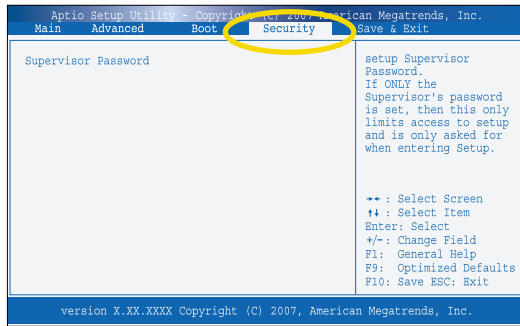 Aptio Setup Utility - Copyright (C) 2007 American Megatrends, Inc.
Main Advanced Boot Security Save & Exit
Supervisor Password
setup Supervisor
Password.
If ONLY the
Supervisor's password
is set, then this only
limits access to setup
and is only asked for
when entering Setup.
→← : Select Screen
↑↓ : Select Item
Enter: Select
+/- : Change Field
F1: General Help
F9: Optimized Defaults
F10: Save ESC: Exit
version X.XX.XXXX Copyright (C) 2007, American Megatrends, Inc.